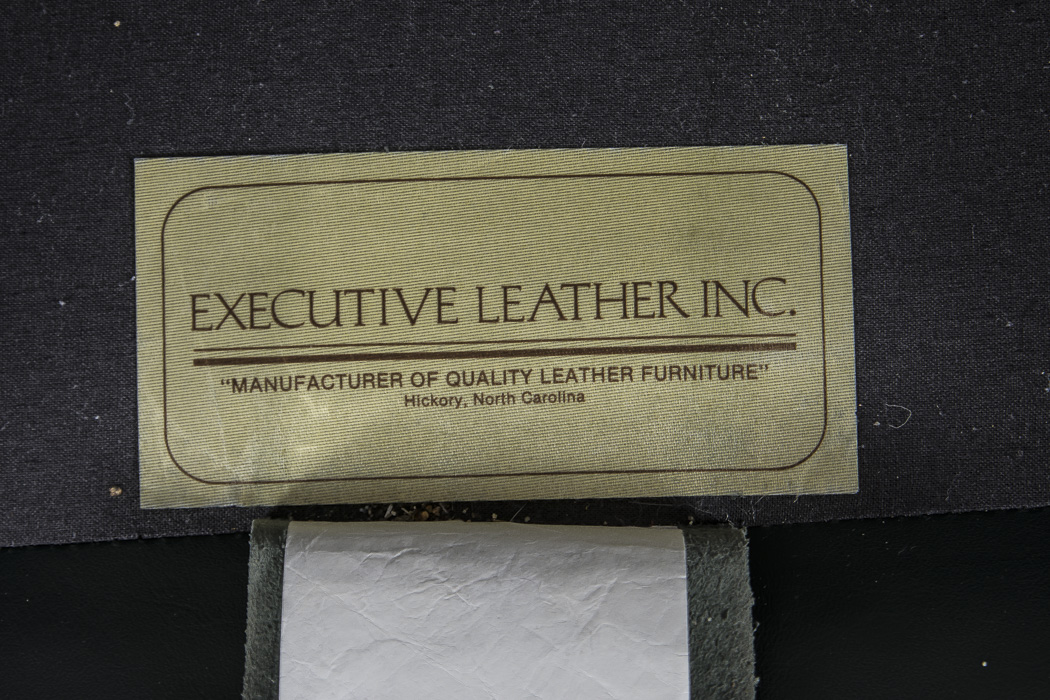 EXECUTIVE LEATHER INC.
"MANUFACTURER OF QUALITY LEATHER FURNITURE"
Hickory, North Carolina